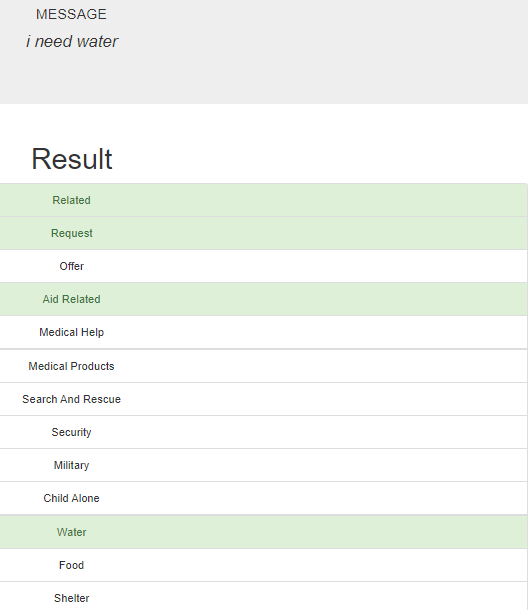 MESSAGE
i need water
Result
Related
Request
Offer
Aid Related
Medical Help
Medical Products
Search And Rescue
Security
Military
Child Alone
Water
Food
Shelter